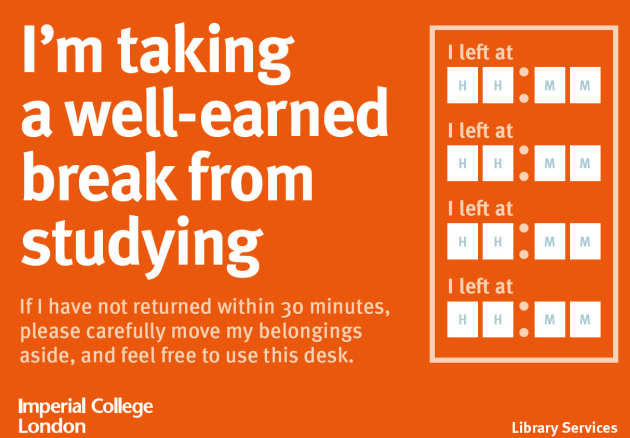 I'm taking
a well-earned
break from
studying
If I have not returned within 30 minutes,
please carefully move my belongings
aside, and feel free to use this desk.
Imperial College
London
I left at
H H : M M
I left at
H H : M M
I left at
H H : M M
I left at
H H : M M
Library Services